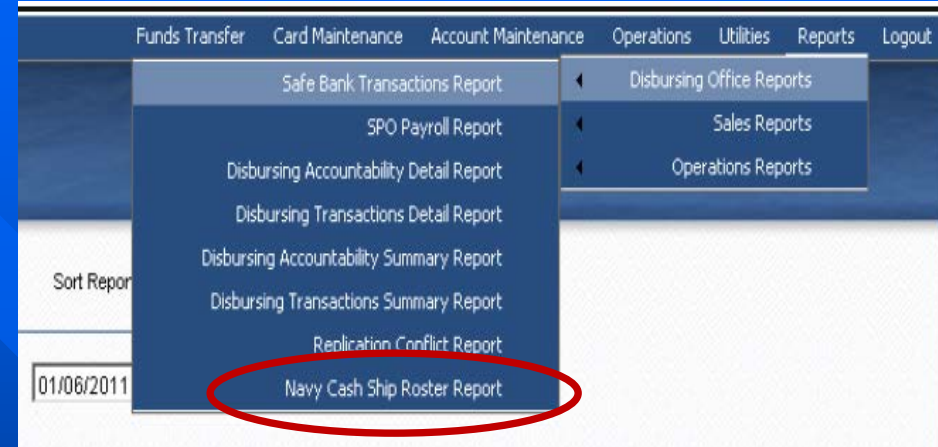 Funds Transfer Card Maintenance Account Maintenance Operations Utilities Reports Logout
Safe Bank Transactions Report
SPO Payroll Report
Disbursing Accountability Detail Report
Disbursing Transactions Detail Report
Disbursing Accountability Summary Report
Disbursing Transactions Summary Report
Replication Conflict Report
Navy Cash Ship Roster Report
Disbursing Office Reports
Sales Reports
Operations Reports
Sort Repor
01/06/2011